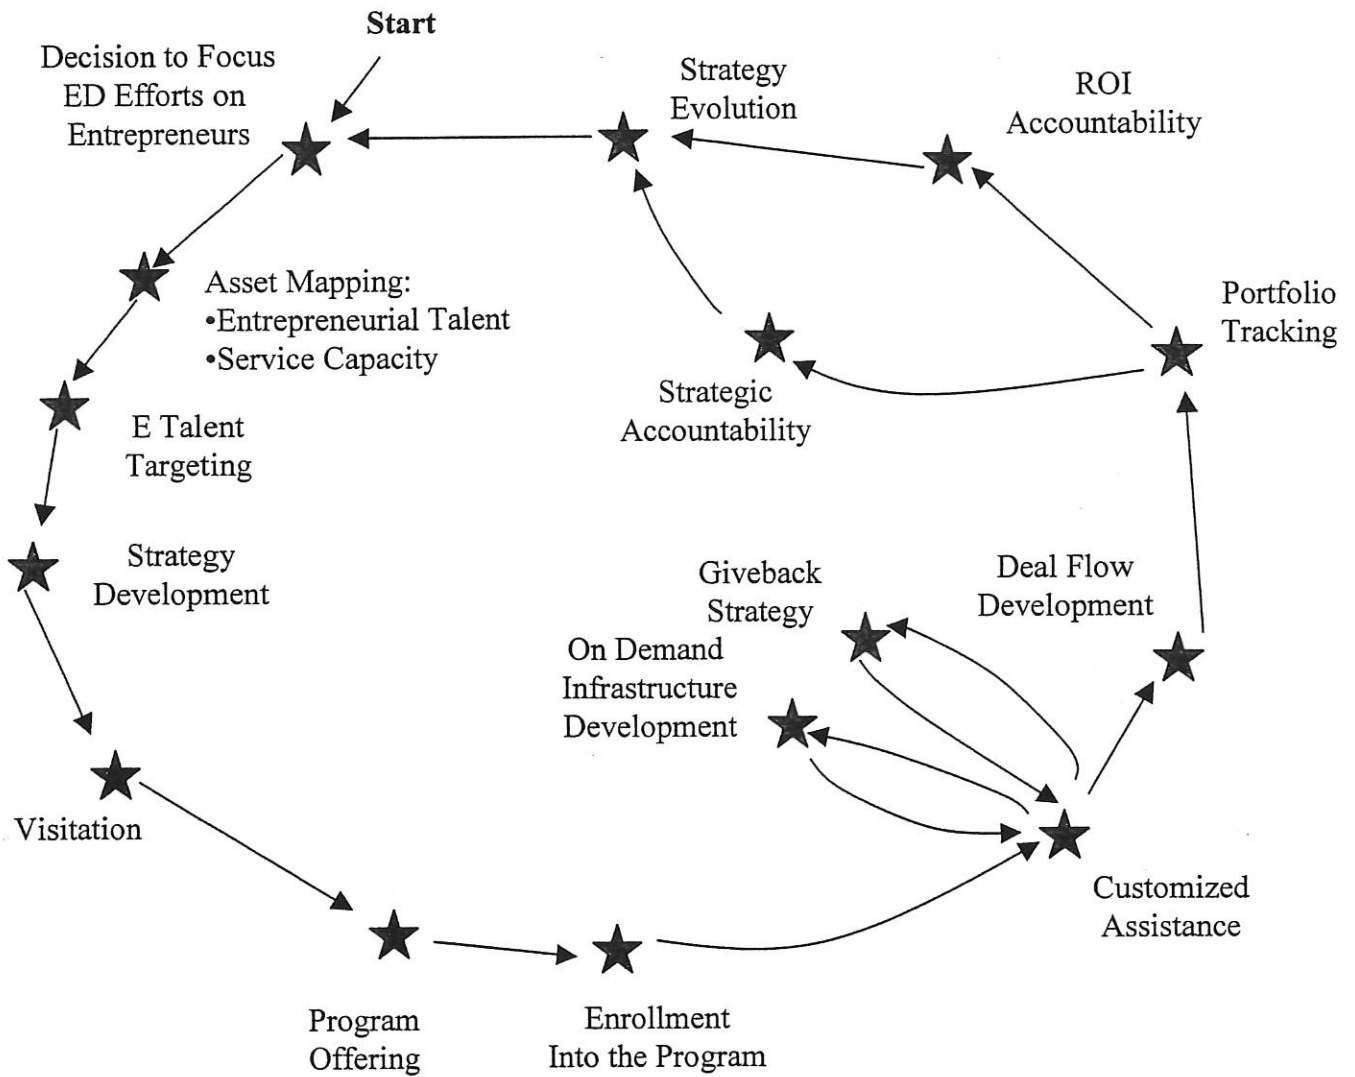 Start
Decision to Focus
ED Efforts on
Entrepreneurs
Strategy
Evolution
ROI
Accountability
Asset Mapping:
•Entrepreneurial Talent
•Service Capacity
Portfolio
Tracking
Strategic
Accountability
E Talent
Targeting
Strategy
Development
Giveback
Strategy
Deal Flow
Development
On Demand
Infrastructure
Development
Visitation
Customized
Assistance
Program
Offering
Enrollment
Into the Program